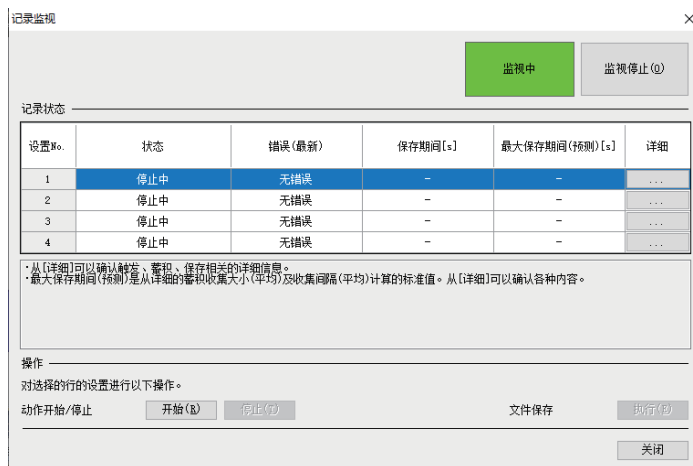 记录监视
监视中 监视停止(O)
记录状态
设置No. 状态 错误(最新) 保存期间[s] 最大保存期间(预测)[s] 详细
1 停止中 无错误 - - ...
2 停止中 无错误 - - ...
3 停止中 无错误 - - ...
4 停止中 无错误 - - ...
·从[详细]可以确认触发、蓄积、保存相关的详细信息。
·最大保存期间(预测)是从详细的蓄积收集大小(平均)及收集间隔(平均)计算的标准值。从[详细]可以确认各种内容。
操作
对选择的行的设置进行以下操作。
动作开始/停止 开始(R) 停止(T) 文件保存 执行(E)
关闭